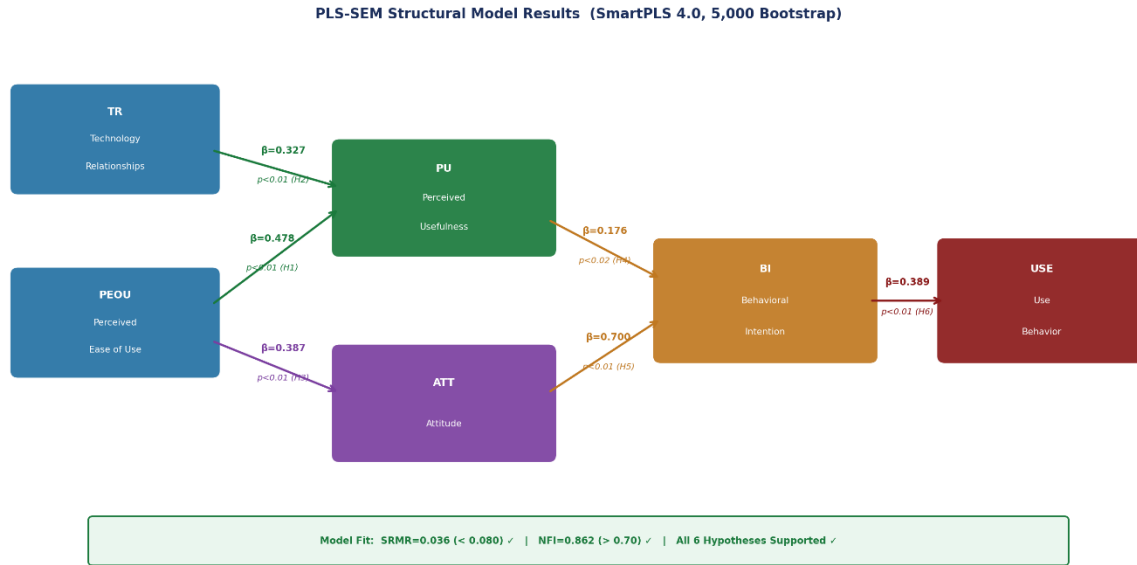 PLS-SEM Structural Model Results  (SmartPLS 4.0, 5,000 Bootstrap)
TR
Technology
Relationships
β=0.327
p<0.01 (H2)
PU
Perceived
Usefulness
β=0.478
p<0.01 (H1)
PEOU
Perceived
Ease of Use
β=0.387
p<0.01 (H3)
ATT
Attitude
β=0.176
p<0.02 (H4)
β=0.700
p<0.01 (H5)
BI
Behavioral
Intention
β=0.389
p<0.01 (H6)
USE
Use
Behavior
Model Fit:  SRMR=0.036 (< 0.080) ✓   |   NFI=0.862 (> 0.70) ✓   |   All 6 Hypotheses Supported ✓